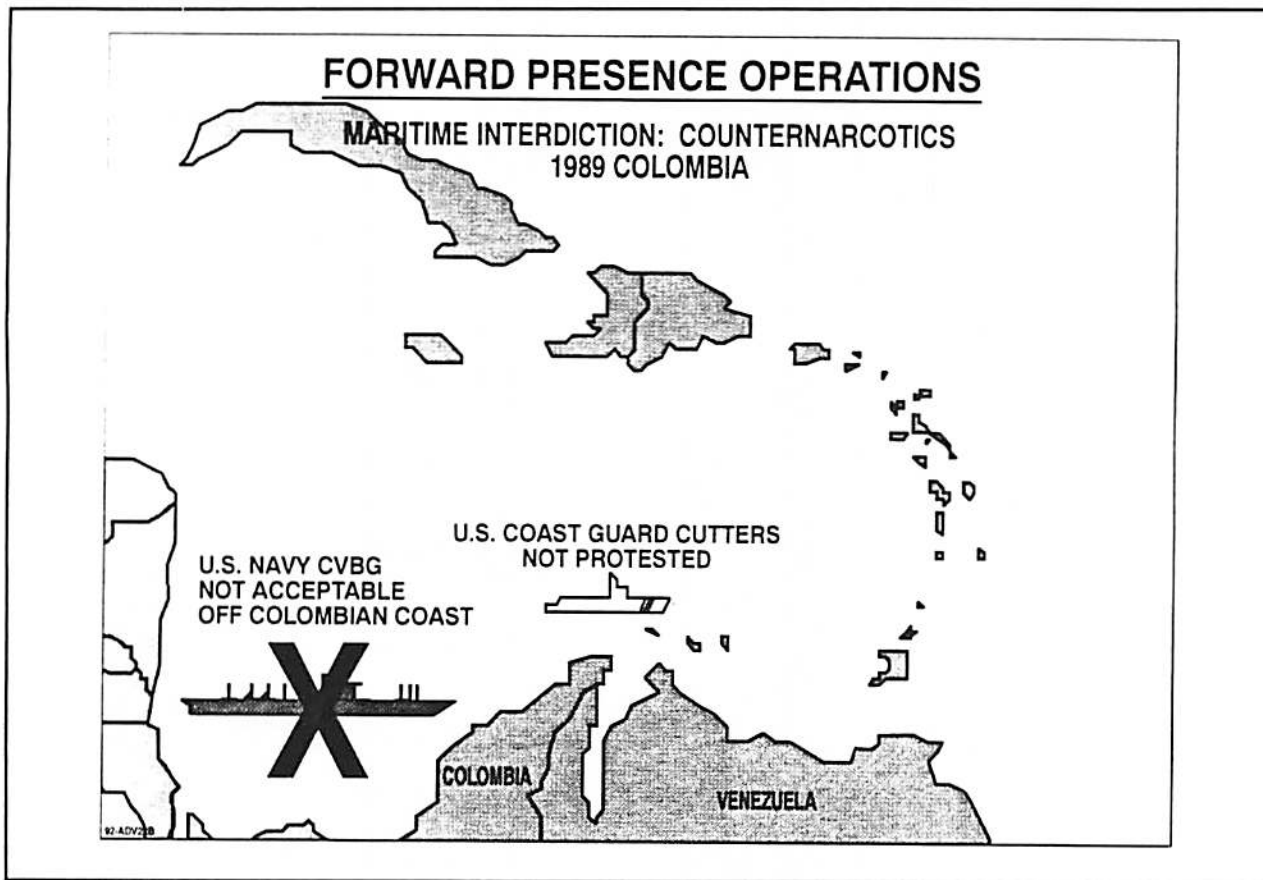 FORWARD PRESENCE OPERATIONS
MARITIME INTERDICTION: COUNTERNARCOTICS
1989 COLOMBIA
U.S. COAST GUARD CUTTERS
NOT PROTESTED
U.S. NAVY CVBG
NOT ACCEPTABLE
OFF COLOMBIAN COAST
COLOMBIA
VENEZUELA